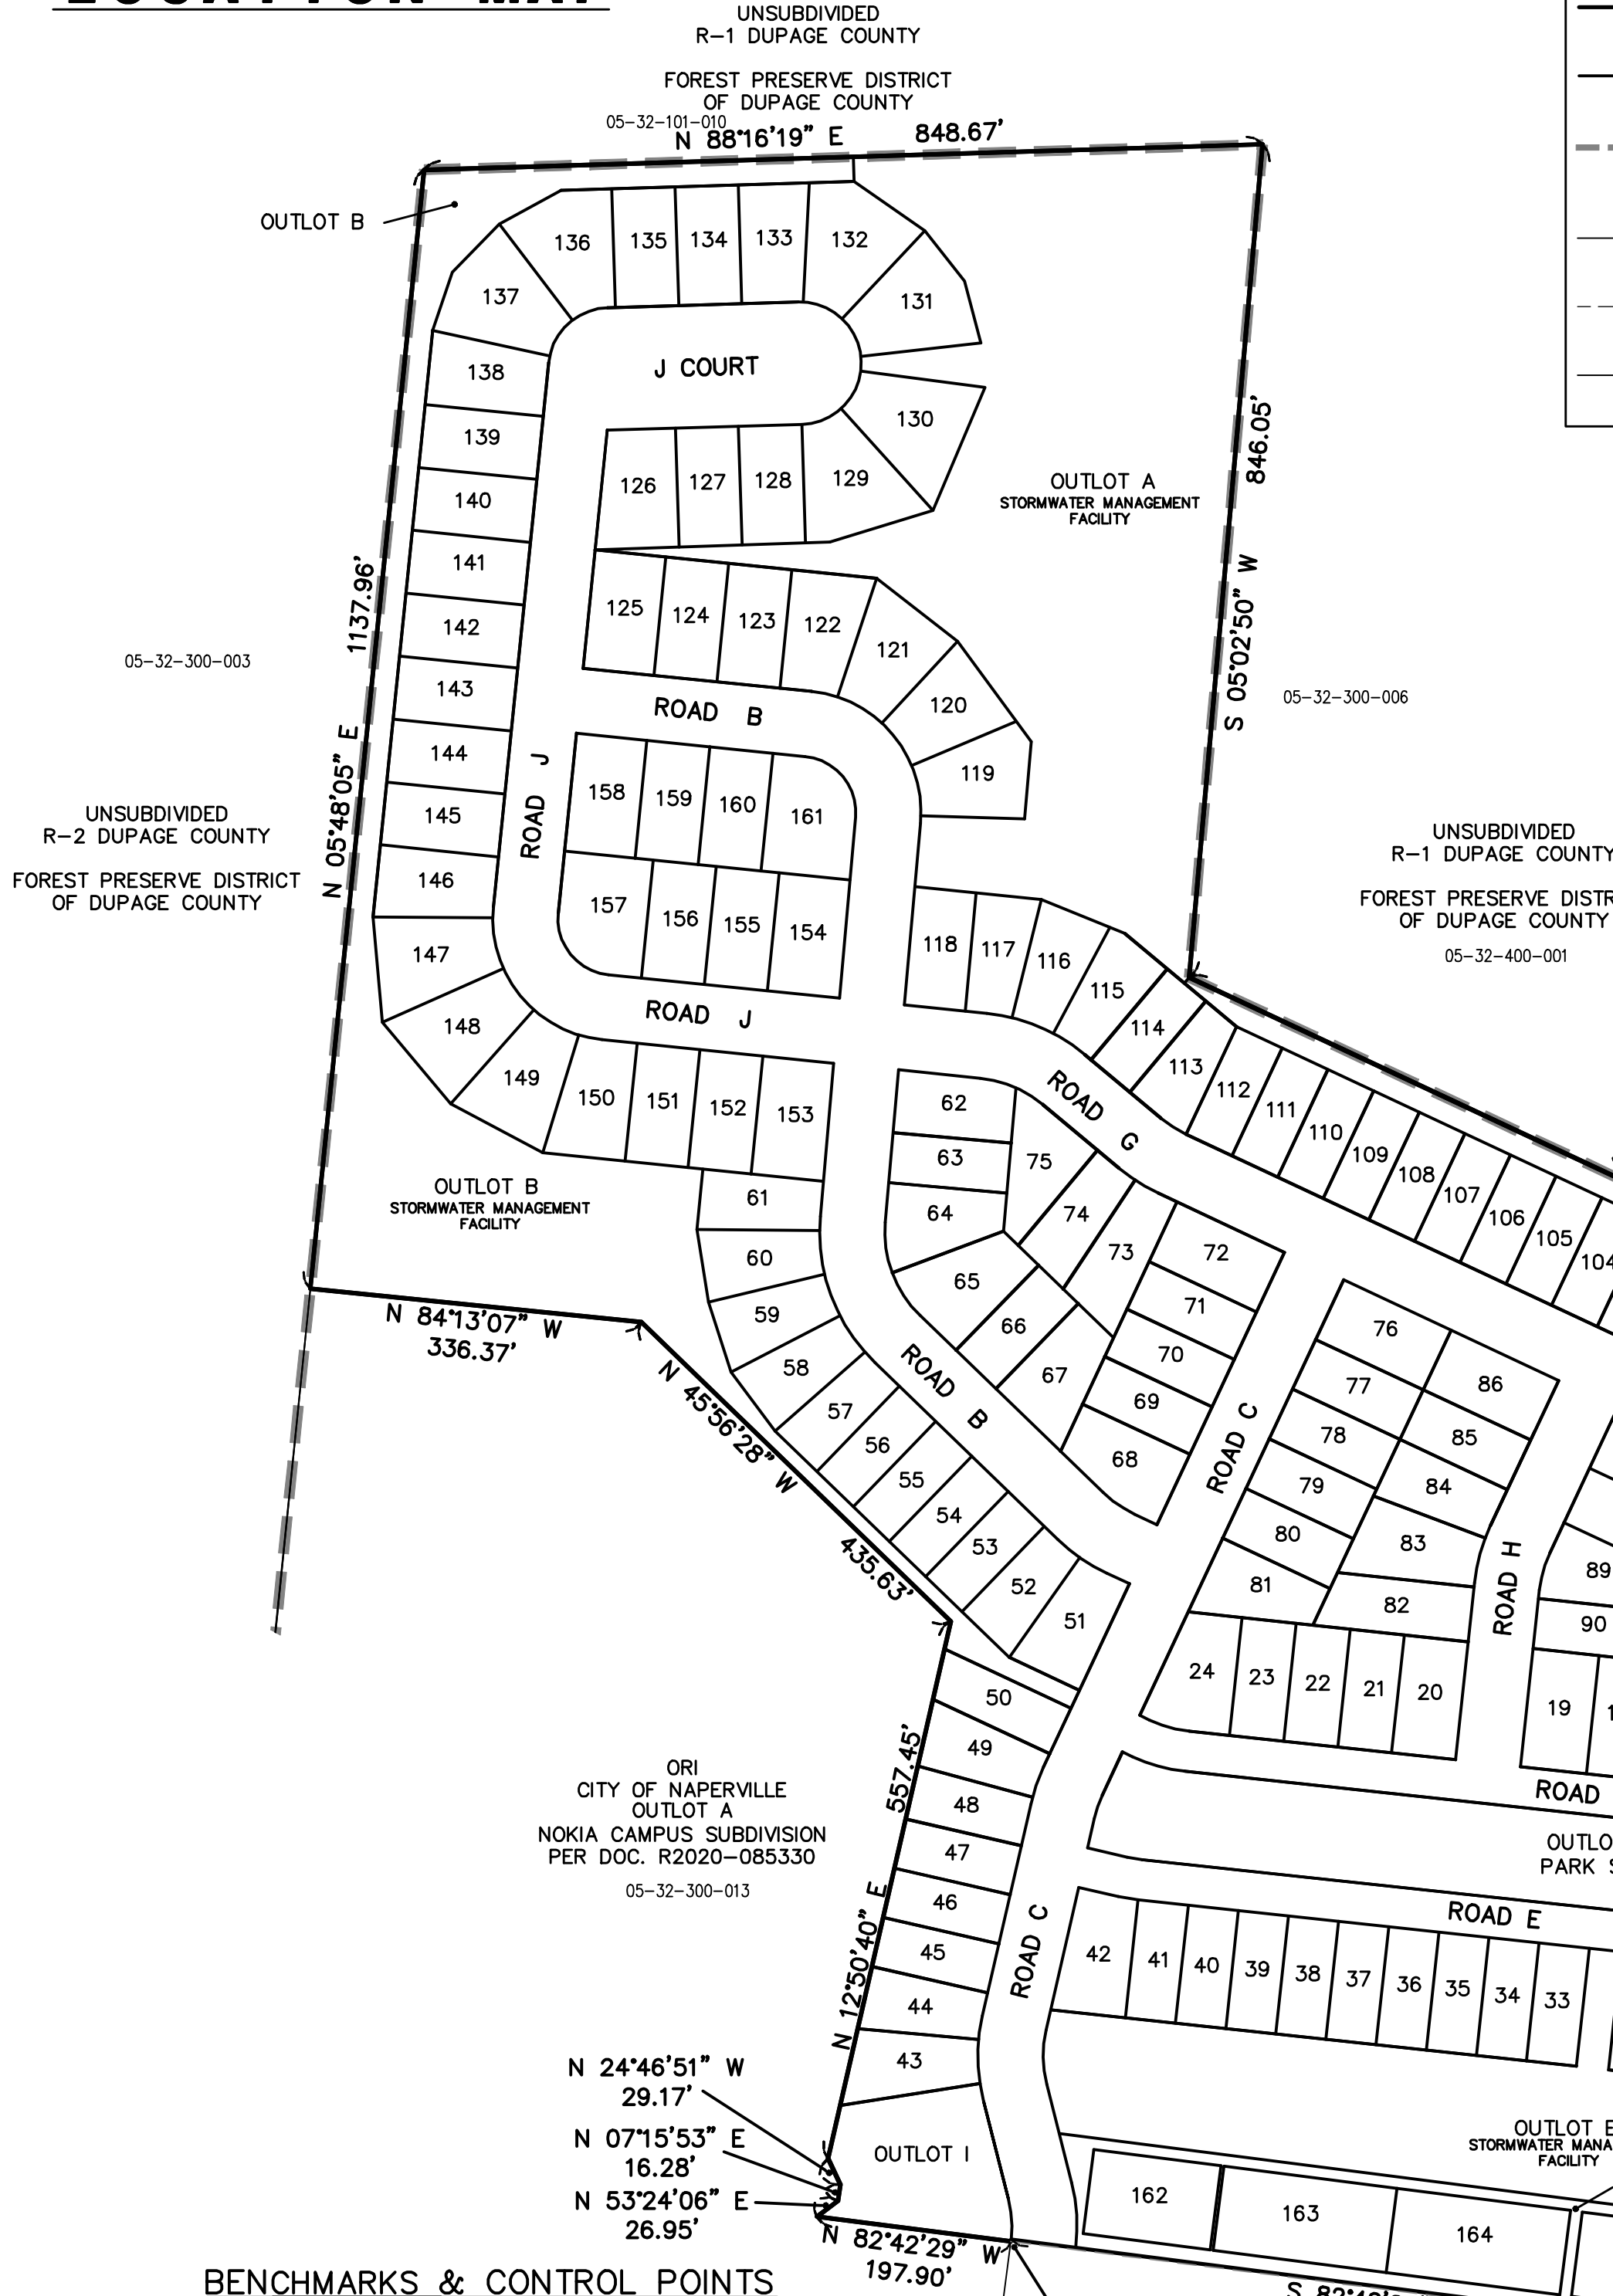 UNSUBDIVIDED
R-1 DUPAGE COUNTY
FOREST PRESERVE DISTRICT
OF DUPAGE COUNTY
05-32-101-010
N 88°16'19" E 848.67'
OUTLOT B
136 135 134 133 132
137 131
J COURT
138
130
139
126 127 128 129
140
OUTLOT A
STORMWATER MANAGEMENT
FACILITY
846.05'
S 05°02'50" W
141
1137.96'
N 05°48'05" E
125 124 123 122
142
121
05-32-300-003
143
120
05-32-300-006
ROAD B
144
119
158 159 160 161
ROAD J
145
UNSUBDIVIDED
R-2 DUPAGE COUNTY
FOREST PRESERVE DISTRICT
OF DUPAGE COUNTY
UNSUBDIVIDED
R-1 DUPAGE COUNTY
FOREST PRESERVE
OF DUPAGE COUNTY
05-32-400-001
146
157 156 155 154
147
118 117 116 115 114 113 112 111 110 109 108 107 106 105 104
148
ROAD J
149
150 151 152 153
ROAD G
62
63
75
64
74
73
72
61
OUTLOT B
STORMWATER MANAGEMENT
FACILITY
60
65
71
59
66
70
N 84°13'07" W
336.37'
58
67
69
76
86
77
N 45°56'28" W
435.63'
ROAD B
57
68
ROAD C
78
85
56
79
84
55
80
83
54
81
82
53
ROAD H
89
52
90
51
24 23 22 21 20
19
50
49
ROAD
48
557.45'
N 12°50'40" E
ORI
CITY OF NAPERVILLE
OUTLOT A
NOKIA CAMPUS SUBDIVISION
PER DOC. R2020-085330
05-32-300-013
47
PARK
46
ROAD E
45
ROAD C
42 41 40 39 38 37 36 35 34 33
44
43
N 24°46'51" W
29.17'
N 07°15'53" E
16.28'
N 53°24'06" E
26.95'
OUTLOT I
OUTLOT E
STORMWATER
FACILITY
162 163 164
N 82°42'29" W
197.90'
BENCHMARKS & CONTROL POINTS